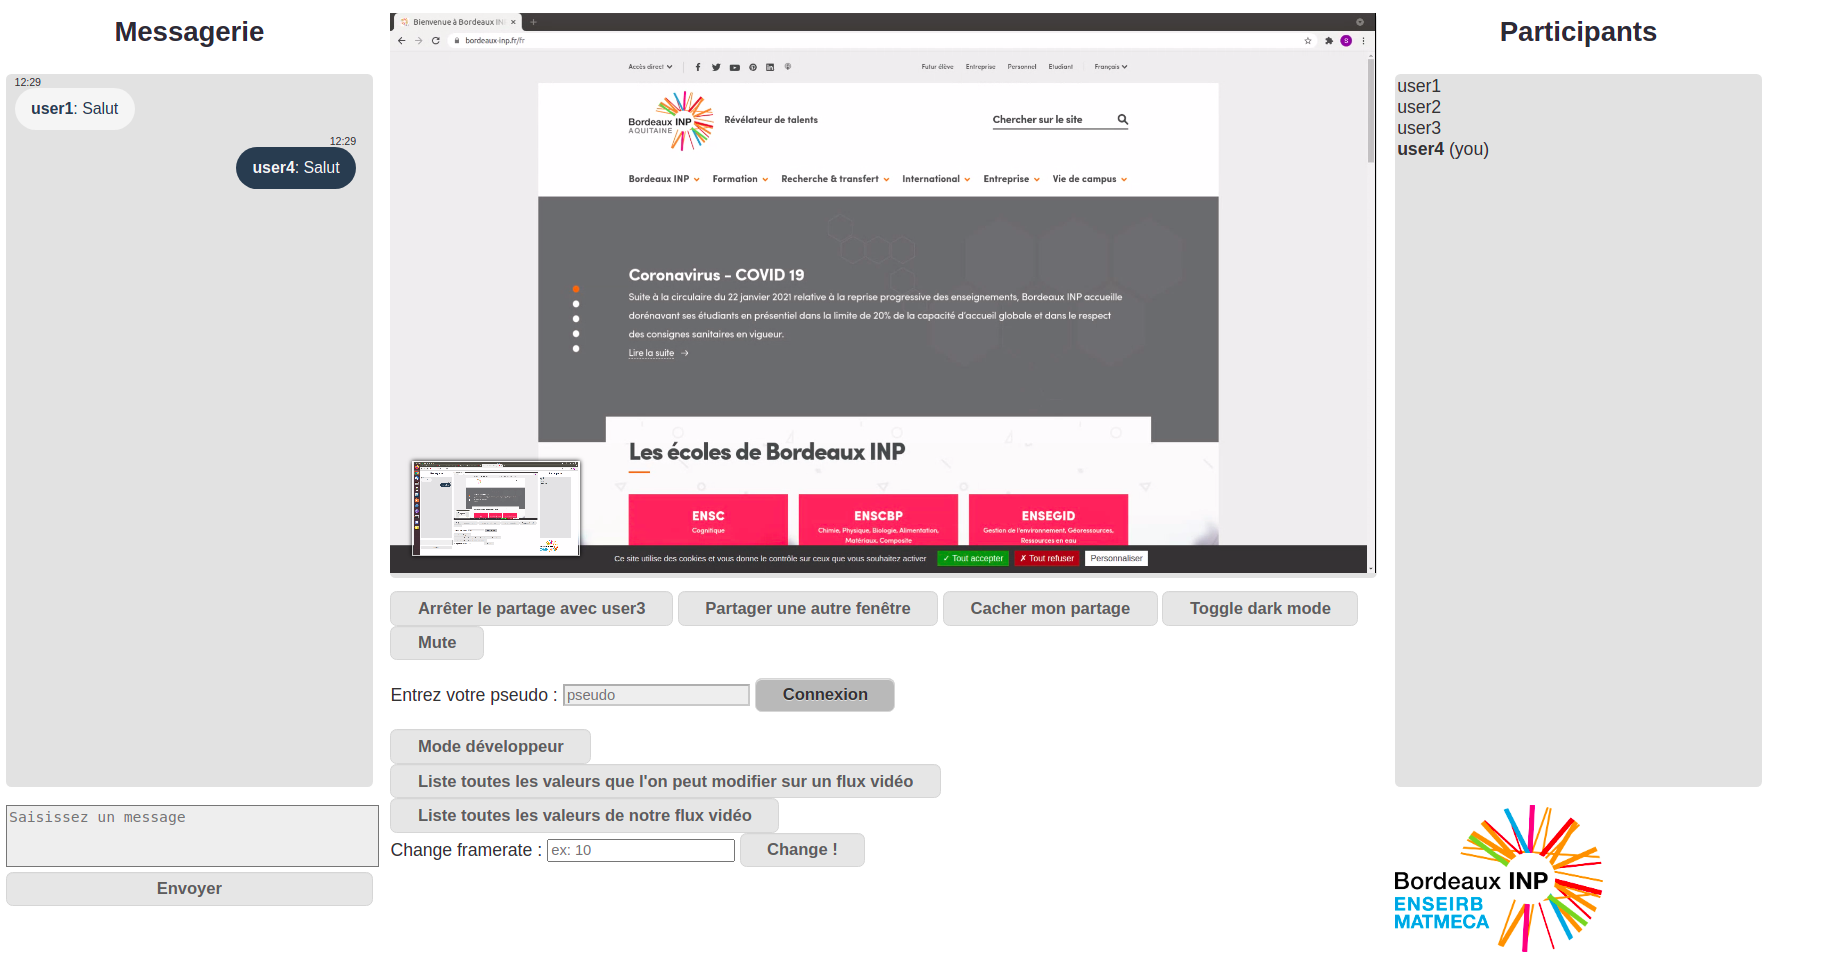 Messagerie
12:29
user1: Salut
12:29
user4: Salut
Saisissez un message
Envoyer
Bienvenue à Bordeaux IN
bordeaux-inp.fr/fr
S
Accès direct
Futur élève Entreprise Personnel Etudiant Français
Bordeaux INP
AQUITAINE
Révélateur de talents
Chercher sur le site
Bordeaux INP Formation Recherche & transfert International Entreprise Vie de campus
Coronavirus - COVID 19
Suite à la circulaire du 22 janvier 2021 relative à la reprise progressive des enseignements, Bordeaux INP accueille
dorénavant ses étudiants en présentiel dans la limite de 20% de la capacité d'accueil globale et dans le respect
des consignes sanitaires en vigueur.
Lire la suite
Les écoles de Bordeaux INP
ENSC
Cognitique
ENSCBP
Chimie, Physique, Biologie, Alimentation,
Matériaux, Composite
ENSEGID
Gestion de l'environnement, Géoressources,
Ressources en eau
Ce site utilise des cookies et vous donne le contrôle sur ceux que vous souhaitez activer ✓ Tout accepter ✗ Tout refuser Personnaliser
Arrêter le partage avec user3 Partager une autre fenêtre Cacher mon partage Toggle dark mode
Mute
Entrez votre pseudo : pseudo Connexion
Mode développeur
Liste toutes les valeurs que l'on peut modifier sur un flux vidéo
Liste toutes les valeurs de notre flux vidéo
Change framerate : ex: 10 Change !
Participants
user1
user2
user3
user4 (you)
Bordeaux INP
ENSEIRB
MATMECA